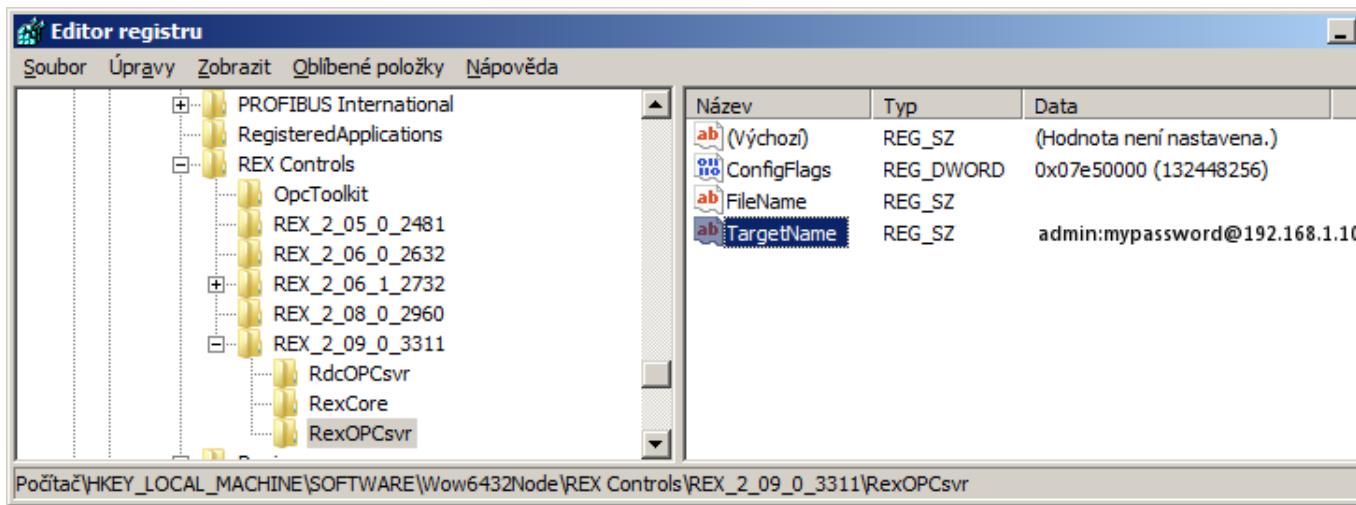 Editor registru
Soubor Úpravy Zobrazit Oblíbené položky Nápověda
PROFIBUS International
RegisteredApplications
REX Controls
OpcToolkit
REX_2_05_0_2481
REX_2_06_0_2632
REX_2_06_1_2732
REX_2_08_0_2960
REX_2_09_0_3311
RdcOPCsvr
RexCore
RexOPCsvr
Název Typ Data
(Výchozí) REG_SZ (Hodnota není nastavena.)
ConfigFlags REG_DWORD 0x07e50000 (132448256)
FileName REG_SZ
TargetName REG_SZ admin:mypassword@192.168.1.10
Počítač\HKEY_LOCAL_MACHINE\SOFTWARE\Wow6432Node\REX Controls\REX_2_09_0_3311\RexOPCsvr